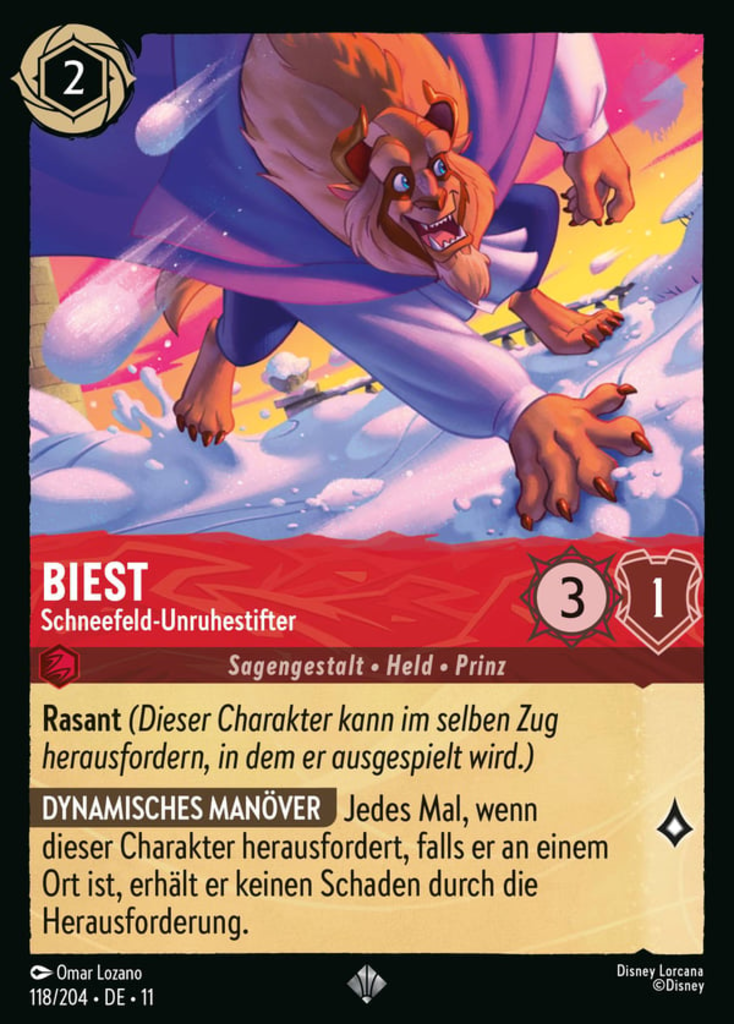 2
BIEST
Schneefeld-Unruhestifter
3
1
Sagengestalt • Held • Prinz
Rasant (Dieser Charakter kann im selben Zug
herausfordern, in dem er ausgespielt wird.)
DYNAMISCHES MANÖVER Jedes Mal, wenn
dieser Charakter herausfordert, falls er an einem
Ort ist, erhält er keinen Schaden durch die
Herausforderung.
Omar Lozano
118/204 • DE • 11
Disney Lorcana
©Disney